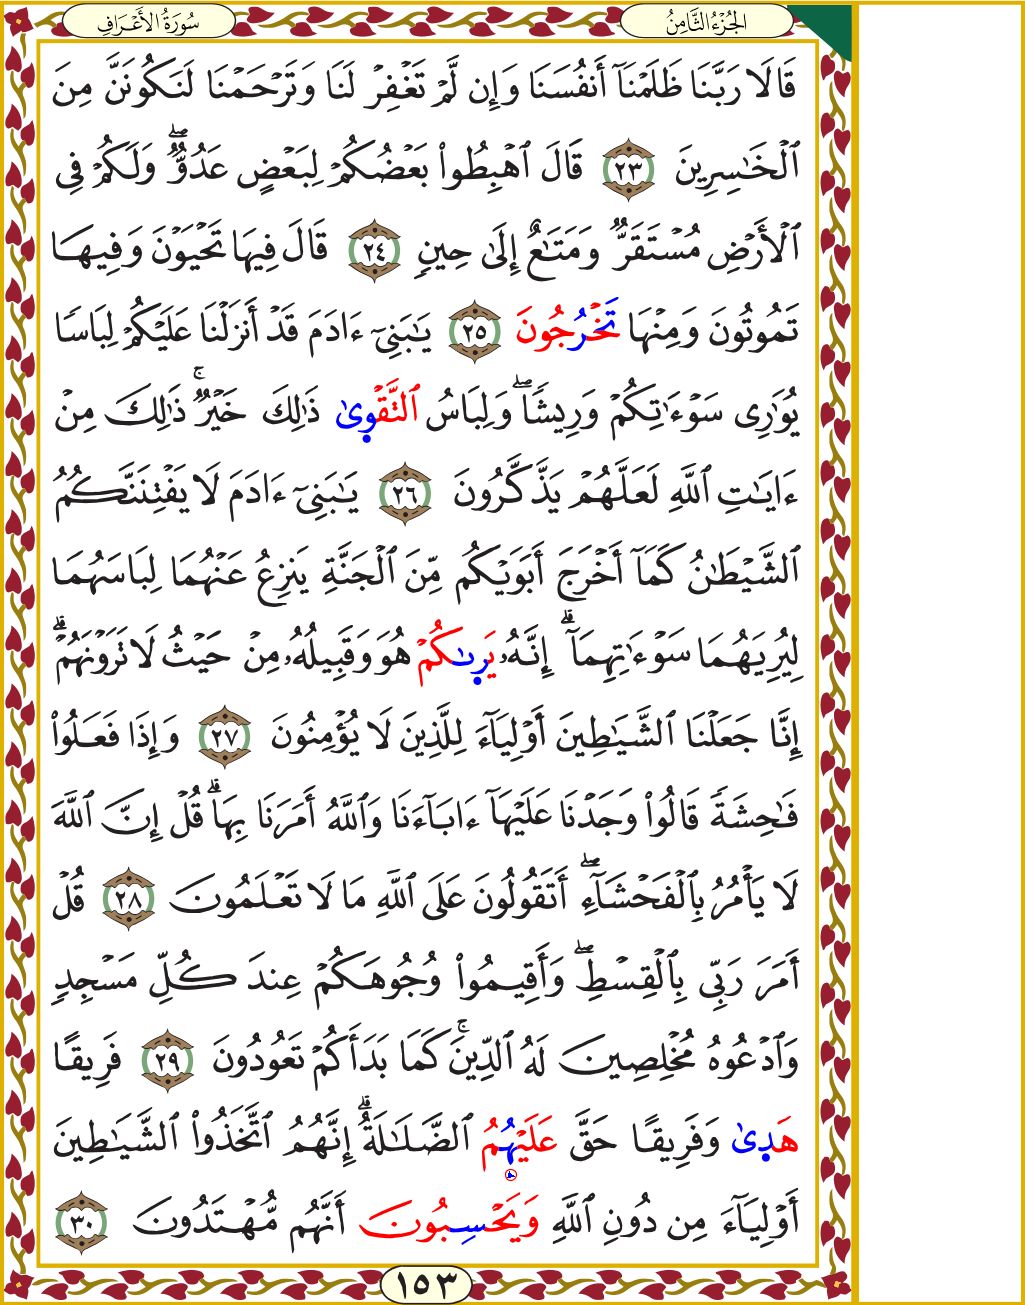 الجُزْءُ الثَّامِنُ
سُورَةُ الأَعْرَافِ
قَالَا رَبَّنَا ظَلَمْنَآ أَنفُسَنَا وَإِن لَّمْ تَغْفِرْ لَنَا وَتَرْحَمْنَا لَنَكُونَنَّ مِنَ
ٱلْخَٰسِرِينَ ٢٣ قَالَ ٱهْبِطُوا۟ بَعْضُكُمْ لِبَعْضٍ عَدُوٌّۖ وَلَكُمْ فِى
ٱلْأَرْضِ مُسْتَقَرٌّ وَمَتَٰعٌ إِلَىٰ حِينٍ ٢٤ قَالَ فِيهَا تَحْيَوْنَ وَفِيهَا
تَمُوتُونَ وَمِنْهَا تَخْرُجُونَ ٢٥ يَٰبَنِىٓ ءَادَمَ قَدْ أَنزَلْنَا عَلَيْكُمْ لِبَاسًا
يُوَٰرِى سَوْءَٰتِكُمْ وَرِيشًاۖ وَلِبَاسُ ٱلتَّقْوِىٰ ذَٰلِكَ خَيْرٌۚ ذَٰلِكَ مِنْ
ءَايَٰتِ ٱللَّهِ لَعَلَّهُمْ يَذَّكَّرُونَ ٢٦ يَٰبَنِىٓ ءَادَمَ لَا يَفْتِنَنَّكُمُ
ٱلشَّيْطَٰنُ كَمَآ أَخْرَجَ أَبَوَيْكُم مِّنَ ٱلْجَنَّةِ يَنزِعُ عَنْهُمَا لِبَاسَهُمَا
لِيُرِيَهُمَا سَوْءَٰتِهِمَآۗ إِنَّهُۥ يَرِىٰكُمْ هُوَ وَقَبِيلُهُۥ مِنْ حَيْثُ لَا تَرَوْنَهُمْۗ
إِنَّا جَعَلْنَا ٱلشَّيَٰطِينَ أَوْلِيَآءَ لِلَّذِينَ لَا يُؤْمِنُونَ ٢٧ وَإِذَا فَعَلُوا۟
فَٰحِشَةً قَالُوا۟ وَجَدْنَا عَلَيْهَآ ءَابَآءَنَا وَٱللَّهُ أَمَرَنَا بِهَاۗ قُلْ إِنَّ ٱللَّهَ
لَا يَأْمُرُ بِٱلْفَحْشَآءِۖ أَتَقُولُونَ عَلَى ٱللَّهِ مَا لَا تَعْلَمُونَ ٢٨ قُلْ
أَمَرَ رَبِّى بِٱلْقِسْطِۖ وَأَقِيمُوا۟ وُجُوهَكُمْ عِندَ كُلِّ مَسْجِدٍ
وَٱدْعُوهُ مُخْلِصِينَ لَهُ ٱلدِّينَۚ كَمَا بَدَأَكُمْ تَعُودُونَ ٢٩ فَرِيقًا
هَدِىٰ وَفَرِيقًا حَقَّ عَلَيْهُمُ ٱلضَّلَٰلَةُۗ إِنَّهُمُ ٱتَّخَذُوا۟ ٱلشَّيَٰطِينَ
أَوْلِيَآءَ مِن دُونِ ٱللَّهِ وَيَحْسِبُونَ أَنَّهُم مُّهْتَدُونَ ٣٠
١٥٣